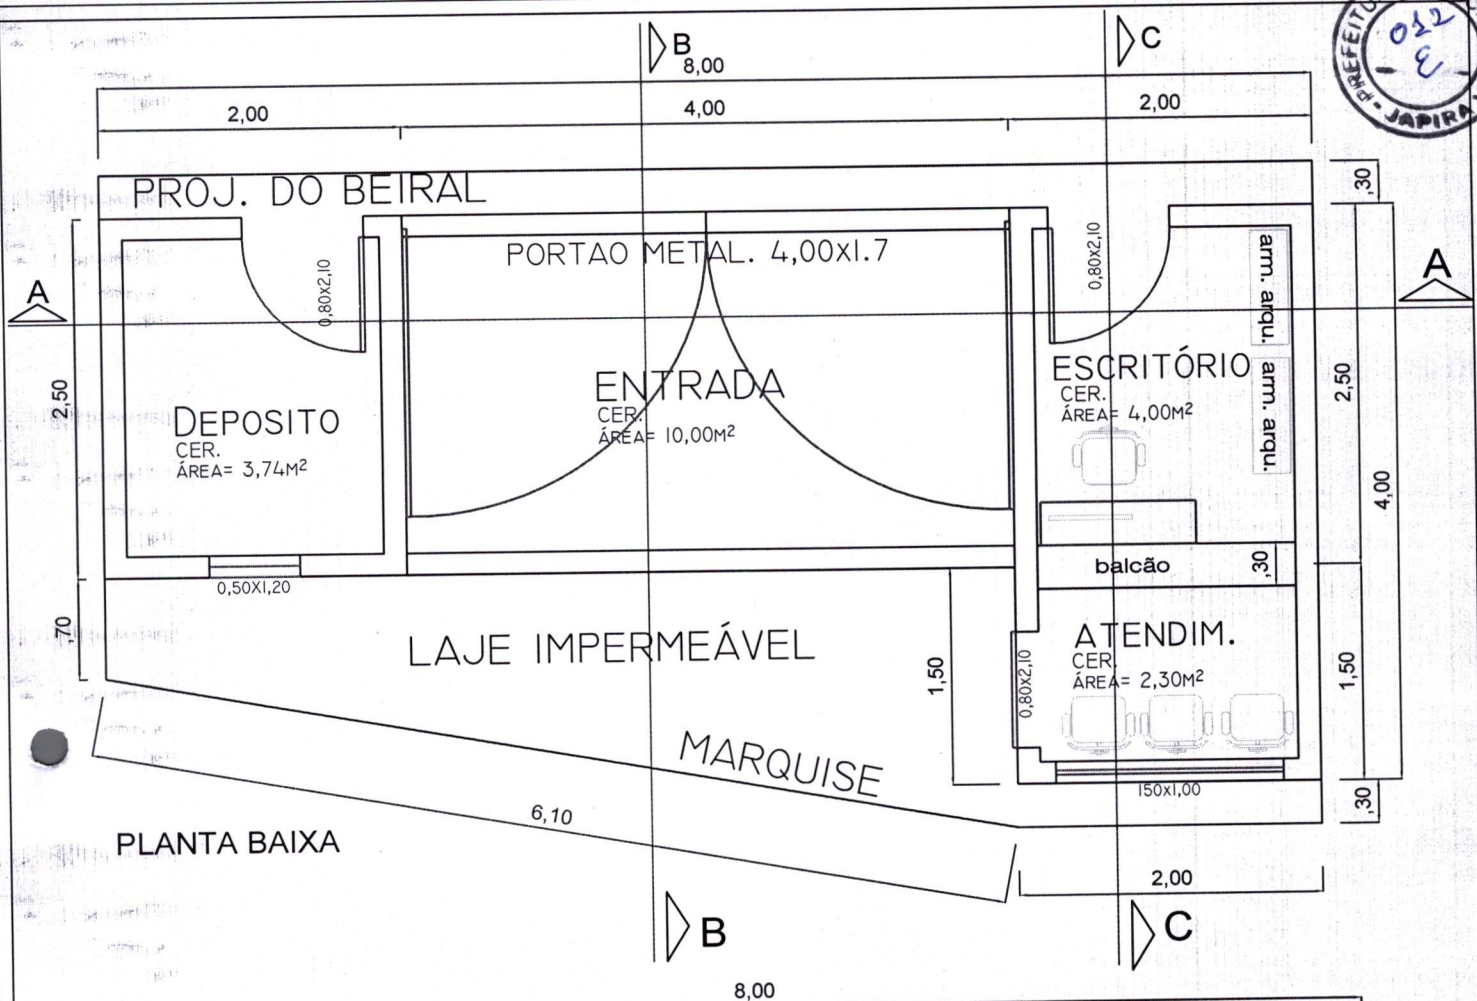 B
C
8,00
2,00
4,00
2,00
PREFEITU
012
JAPIRA
PROJ. DO BEIRAL
,30
PORTAO METAL. 4,00X1.7
0,80X2,10
0,80X2,10
arm. arqu.
A
A
ENTRADA
CER.
ÁREA= 10,00M²
ESCRITÓRIO
CER.
ÁREA= 4,00M²
arm. arqu.
2,50
2,50
DEPOSITO
CER.
ÁREA= 3,74M²
4,00
balcão
,30
0,50X1,20
,70
LAJE IMPERMEÁVEL
1,50
ATENDIM.
CER.
ÁREA= 2,30M²
0,80X2,10
1,50
MARQUISE
150X1,00
,30
6,10
PLANTA BAIXA
2,00
B
C
8,00